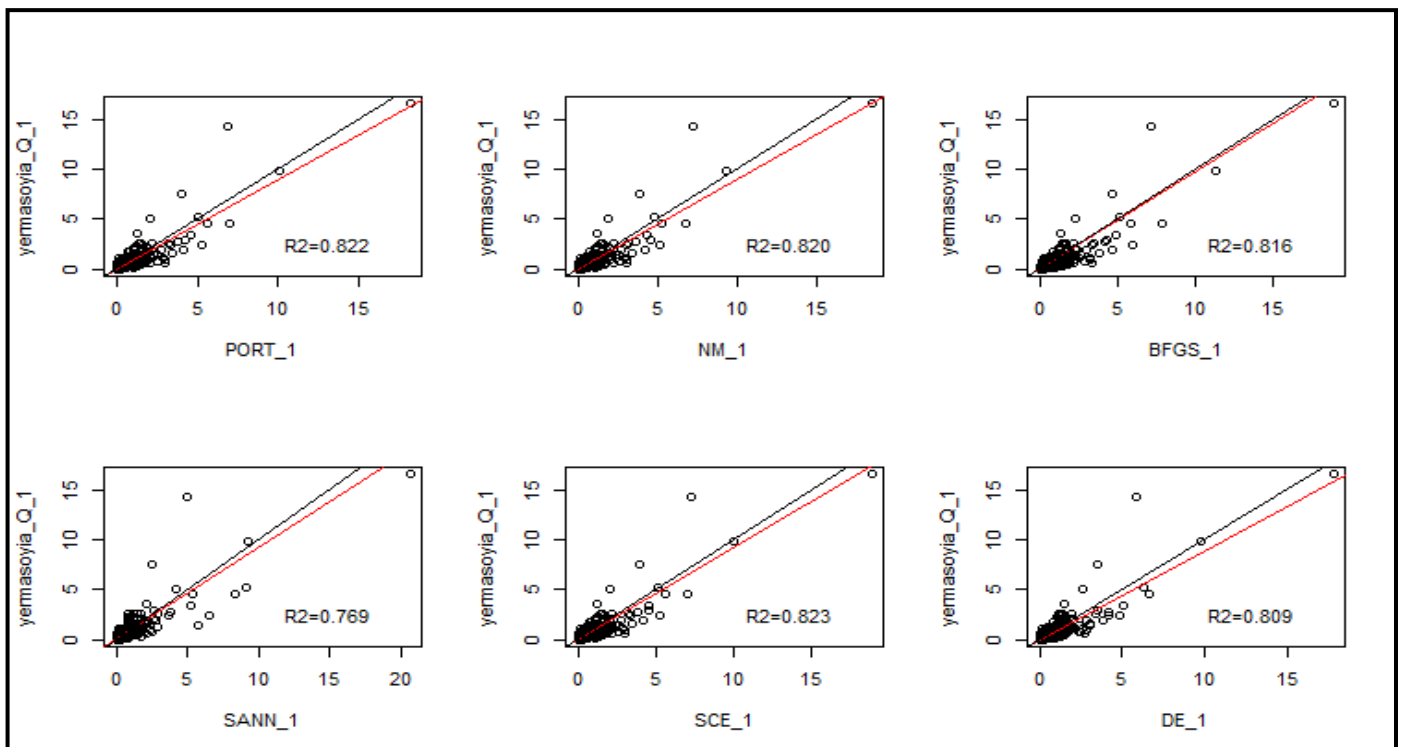 yermasoyia_Q_1
15
10
5
0
R2=0.822
0 5 10 15
PORT_1
yermasoyia_Q_1
15
10
5
0
R2=0.820
0 5 10 15
NM_1
yermasoyia_Q_1
15
10
5
0
R2=0.816
0 5 10 15
BFGS_1
yermasoyia_Q_1
15
10
5
0
R2=0.769
0 5 10 15 20
SANN_1
yermasoyia_Q_1
15
10
5
0
R2=0.823
0 5 10 15
SCE_1
yermasoyia_Q_1
15
10
5
0
R2=0.809
0 5 10 15
DE_1